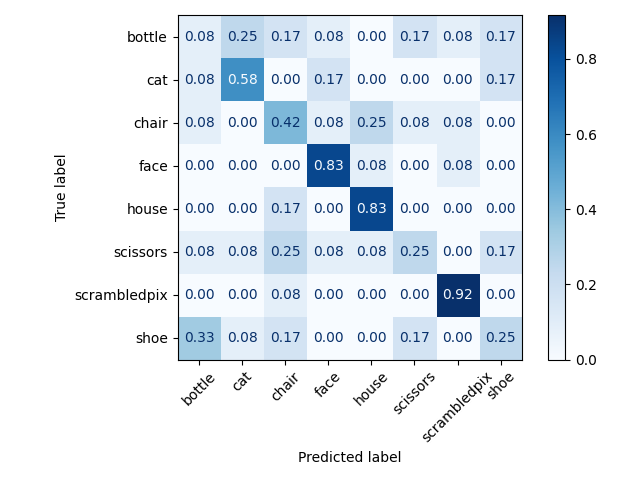 bottle 0.08 0.25 0.17 0.08 0.00 0.17 0.08 0.17
cat 0.08 0.58 0.00 0.17 0.00 0.00 0.00 0.17
chair 0.08 0.00 0.42 0.08 0.25 0.08 0.08 0.00
face 0.00 0.00 0.00 0.83 0.08 0.00 0.08 0.00
house 0.00 0.00 0.17 0.00 0.83 0.00 0.00 0.00
scissors 0.08 0.08 0.25 0.08 0.08 0.25 0.00 0.17
scrambledpix 0.00 0.00 0.08 0.00 0.00 0.00 0.92 0.00
shoe 0.33 0.08 0.17 0.00 0.00 0.17 0.00 0.25
True label
bottle cat chair face house scissors scrambledpix shoe
Predicted label
0.8
0.6
0.4
0.2
0.0